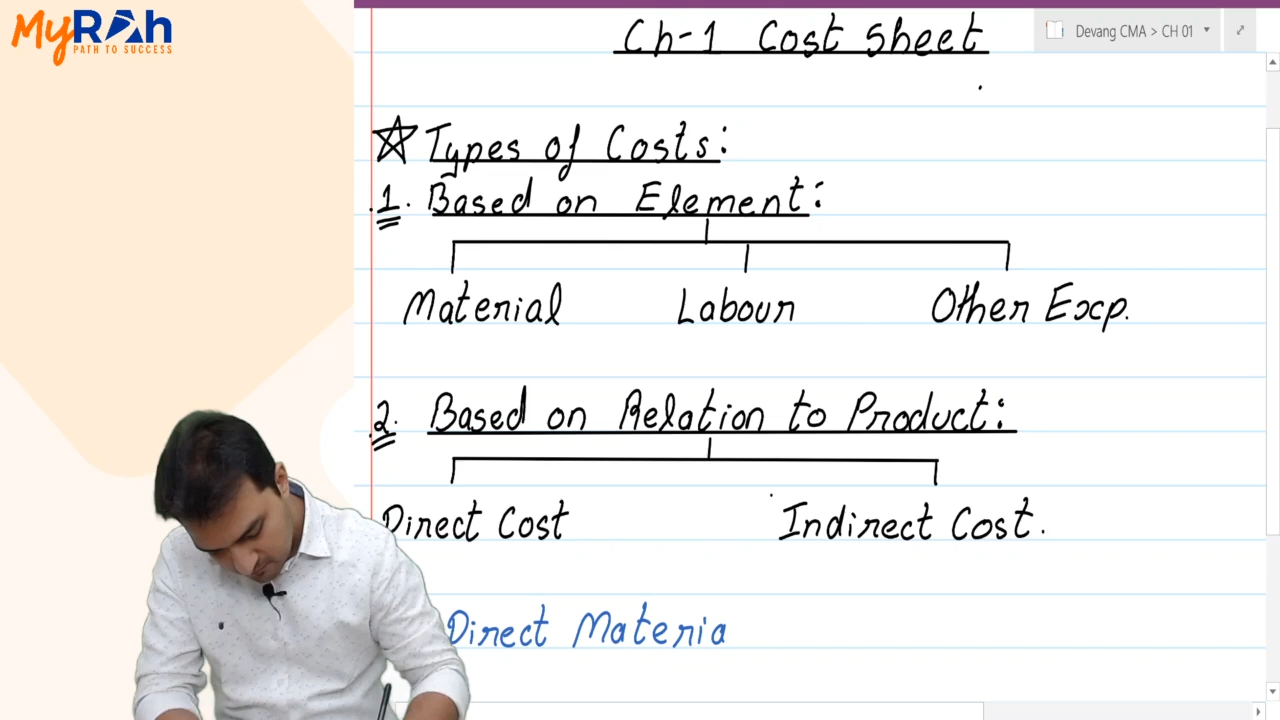 MyRAh
PATH TO SUCCESS
Devang CMA > CH 01
Ch-1 Cost Sheet
Types of Costs:
1. Based on Element:
Material Labour Other Exp.
2. Based on Relation to Product:
Direct Cost Indirect Cost.
Direct Materia